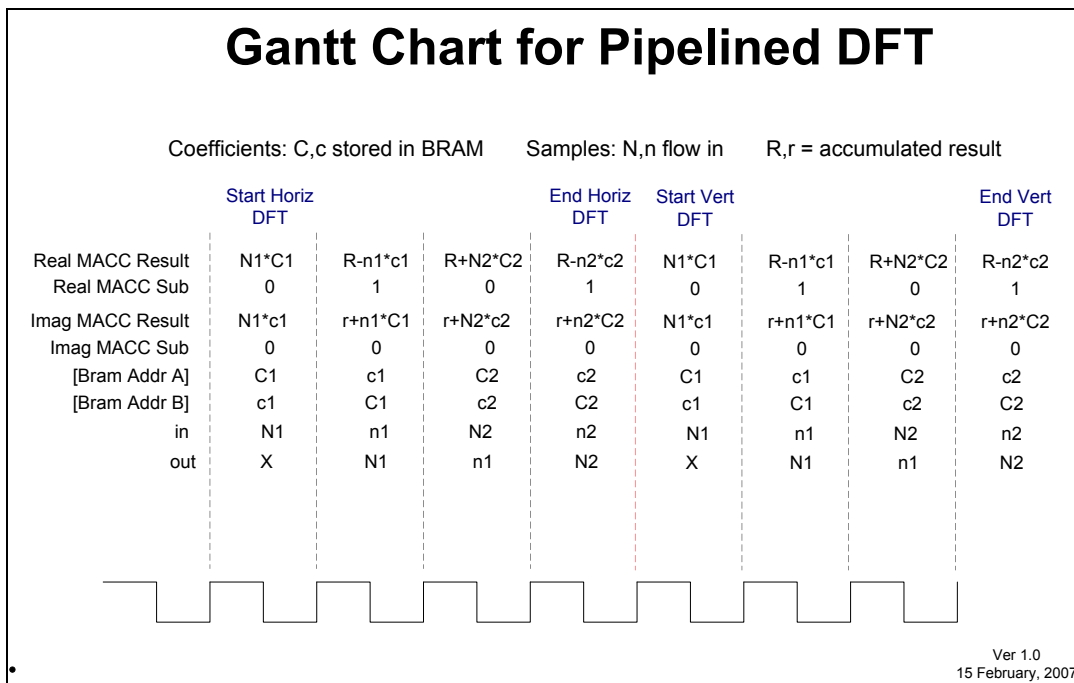 Gantt Chart for Pipelined DFT
Coefficients: C,c stored in BRAM Samples: N,n flow in R,r = accumulated result
Start Horiz DFT End Horiz DFT Start Vert DFT End Vert DFT
Real MACC Result N1*C1 R-n1*c1 R+N2*C2 R-n2*c2 N1*C1 R-n1*c1 R+N2*C2 R-n2*c2
Real MACC Sub 0 1 0 1 0 1 0 1
Imag MACC Result N1*c1 r+n1*C1 r+N2*c2 r+n2*C2 N1*c1 r+n1*C1 r+N2*c2 r+n2*C2
Imag MACC Sub 0 0 0 0 0 0 0 0
[Bram Addr A] C1 c1 C2 c2 C1 c1 C2 c2
[Bram Addr B] c1 C1 c2 C2 c1 C1 c2 C2
in N1 n1 N2 n2 N1 n1 N2 n2
out X N1 n1 N2 X N1 n1 N2
Ver 1.0
15 February, 2007